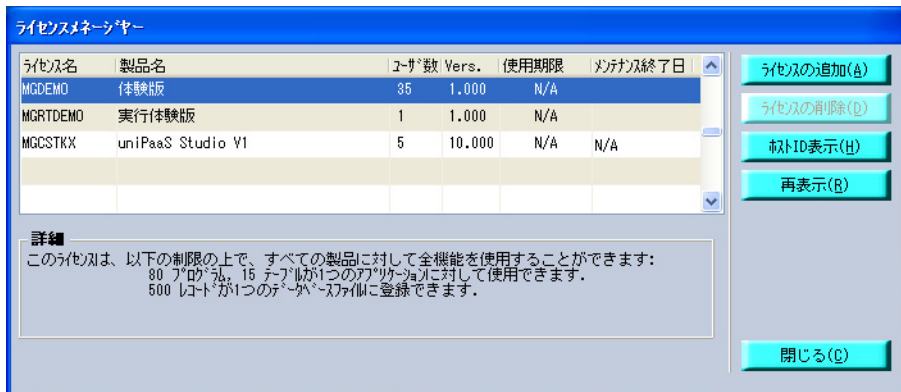 ライセンスメネージャー
ライセンス名 製品名 ユーザ数 Vers. 使用期限 メンテナンス終了日
MGDEMO 体験版 35 1.000 N/A
MGRTDEMO 実行体験版 1 1.000 N/A
MGCSTKX uniPaaS Studio V1 5 10.000 N/A N/A
ライセンスの追加(A)
ライセンスの削除(D)
ホストID表示(H)
再表示(R)
詳細
このライセンスは、以下の制限の上で、すべての製品に対して全機能を使用することができます:
80 プログラム, 15 テーブルが1つのアプリケーションに対して使用できます.
500 レコードが1つのデータベースファイルに登録できます.
閉じる(C)